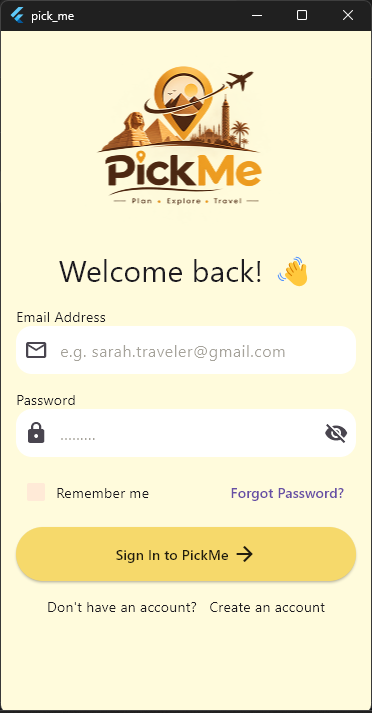 pick_me
PickMe
Plan • Explore • Travel
Welcome back! 👋
Email Address
e.g. sarah.traveler@gmail.com
Password
.........
Remember me Forgot Password?
Sign In to PickMe →
Don't have an account? Create an account